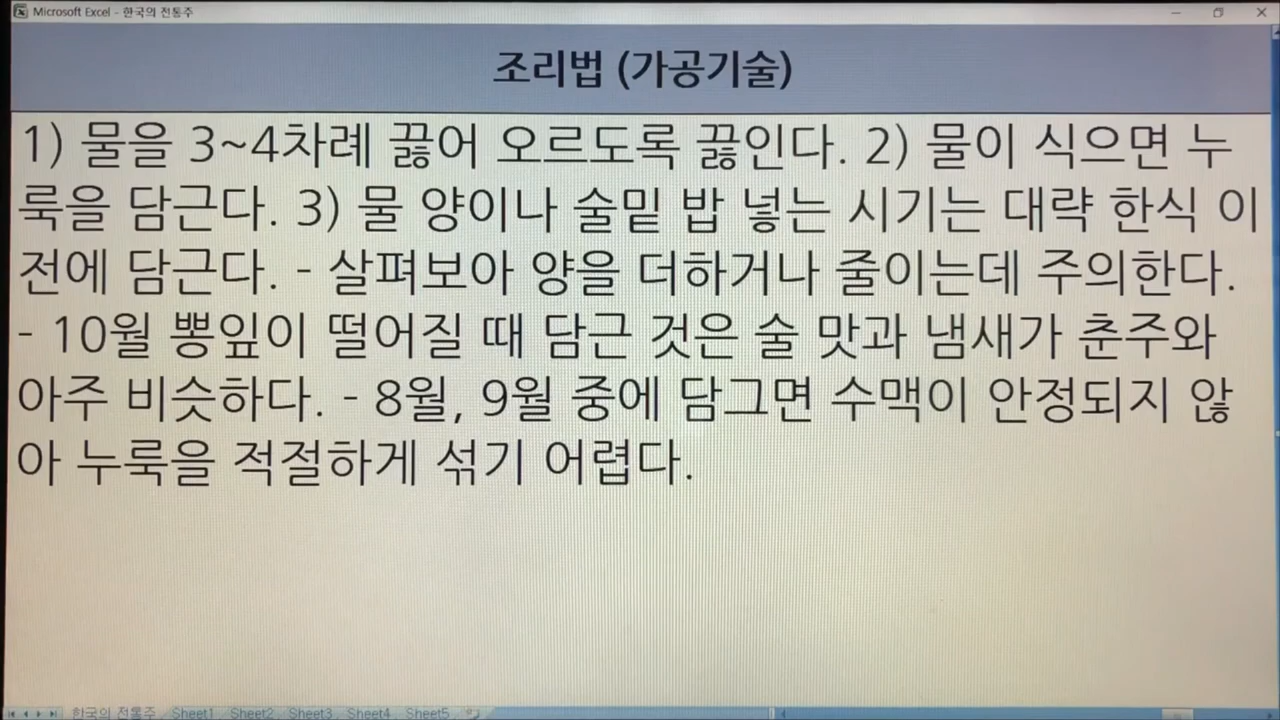 Microsoft Excel - 한국의 전통주
조리법 (가공기술)
1) 물을 3~4차례 끓어 오르도록 끓인다. 2) 물이 식으면 누
룩을 담근다. 3) 물 양이나 술밑 밥 넣는 시기는 대략 한식 이
전에 담근다. - 살펴보아 양을 더하거나 줄이는데 주의한다.
- 10월 뽕잎이 떨어질 때 담근 것은 술 맛과 냄새가 춘주와
아주 비슷하다. - 8월, 9월 중에 담그면 수맥이 안정되지 않
아 누룩을 적절하게 섞기 어렵다.
한국의 전통주 Sheet1 Sheet2 Sheet3 Sheet4 Sheet5